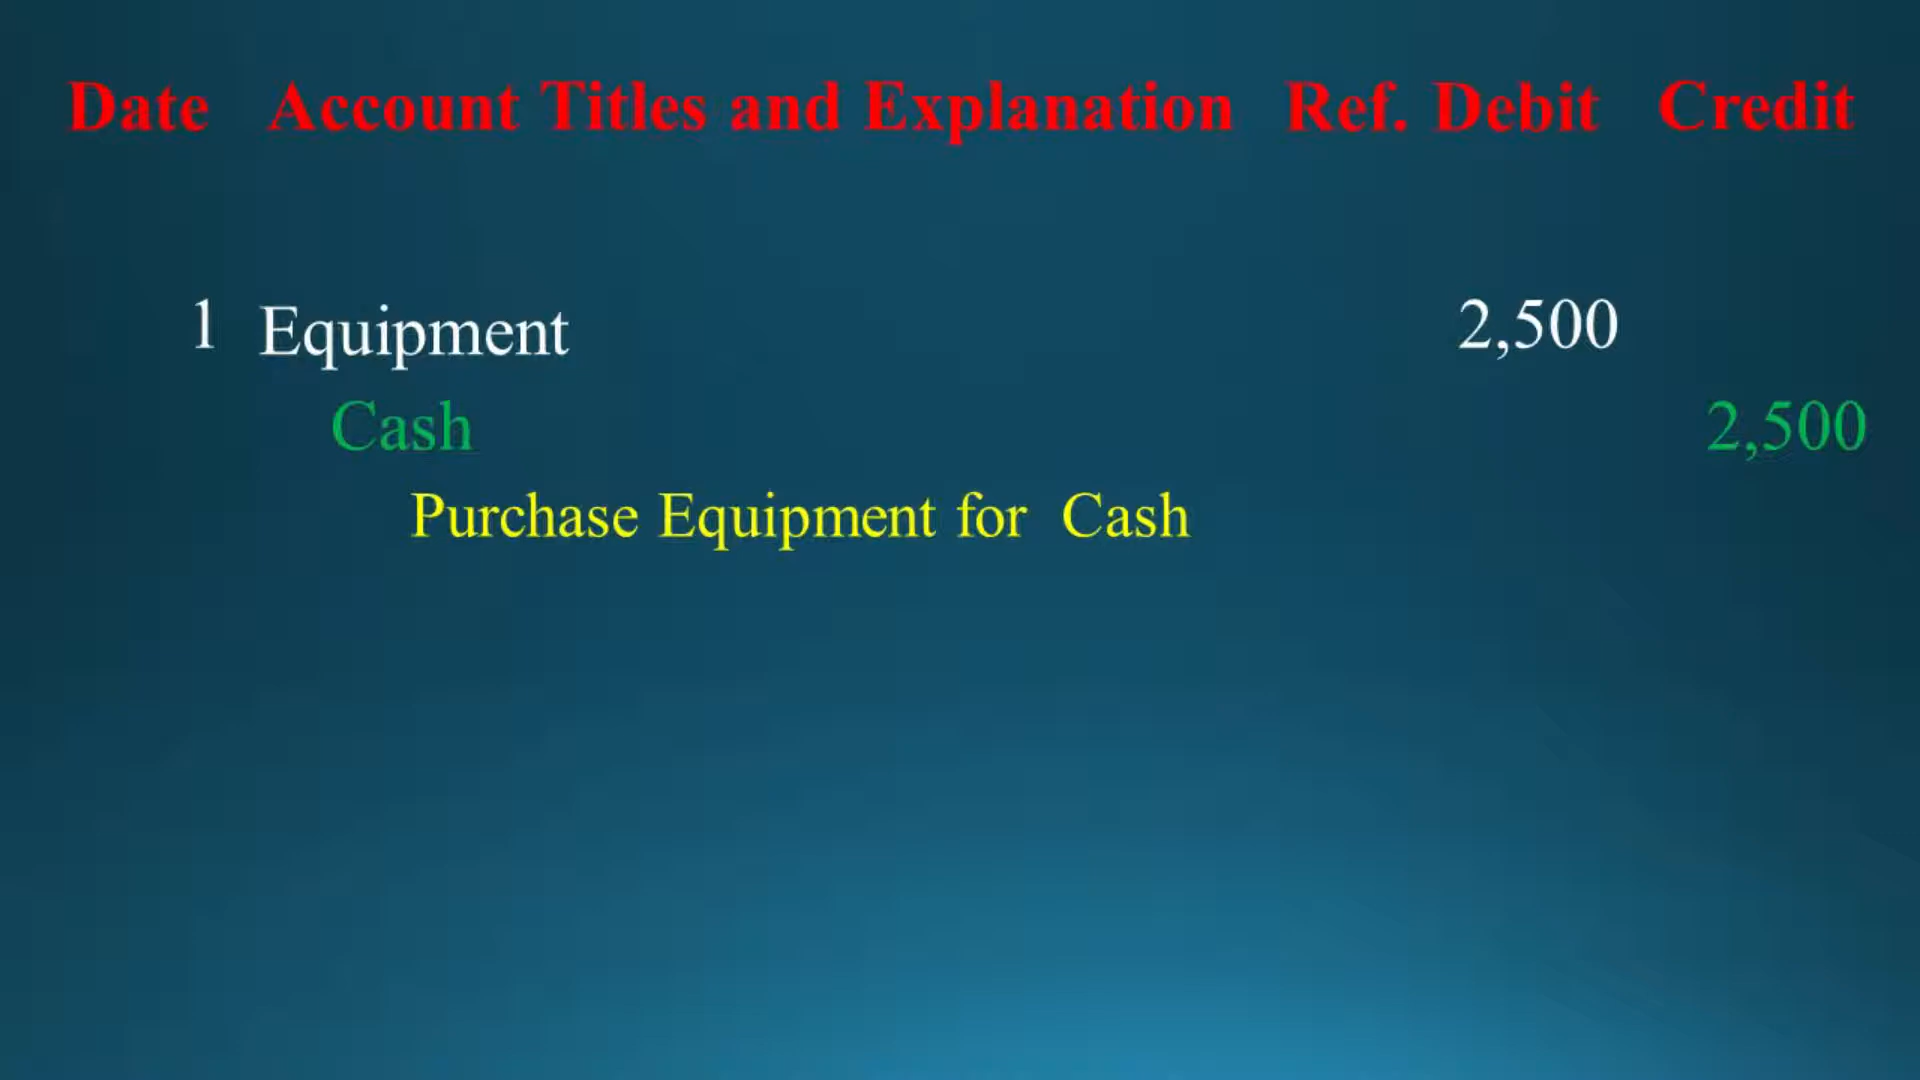 Date Account Titles and Explanation Ref. Debit Credit
1 Equipment 2,500
Cash 2,500
Purchase Equipment for Cash